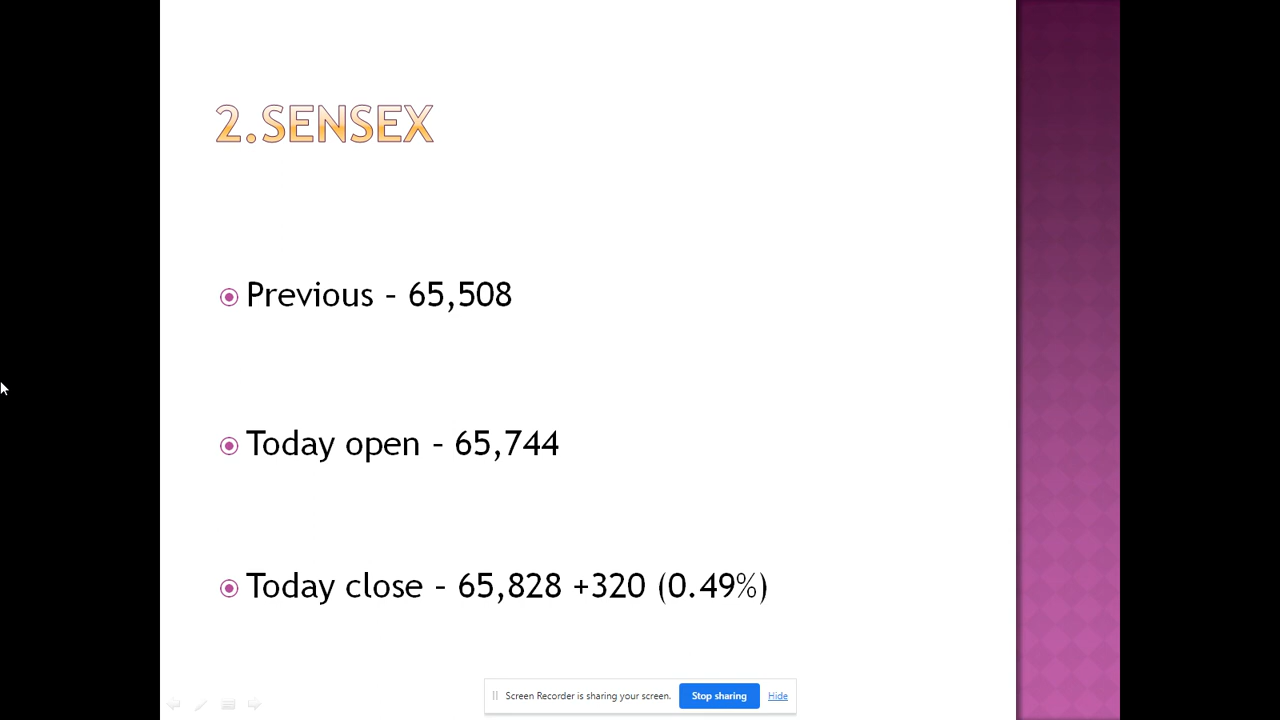 2.SENSEX
Previous – 65,508
Today open – 65,744
Today close – 65,828 +320 (0.49%)
Screen Recorder is sharing your screen. Stop sharing Hide